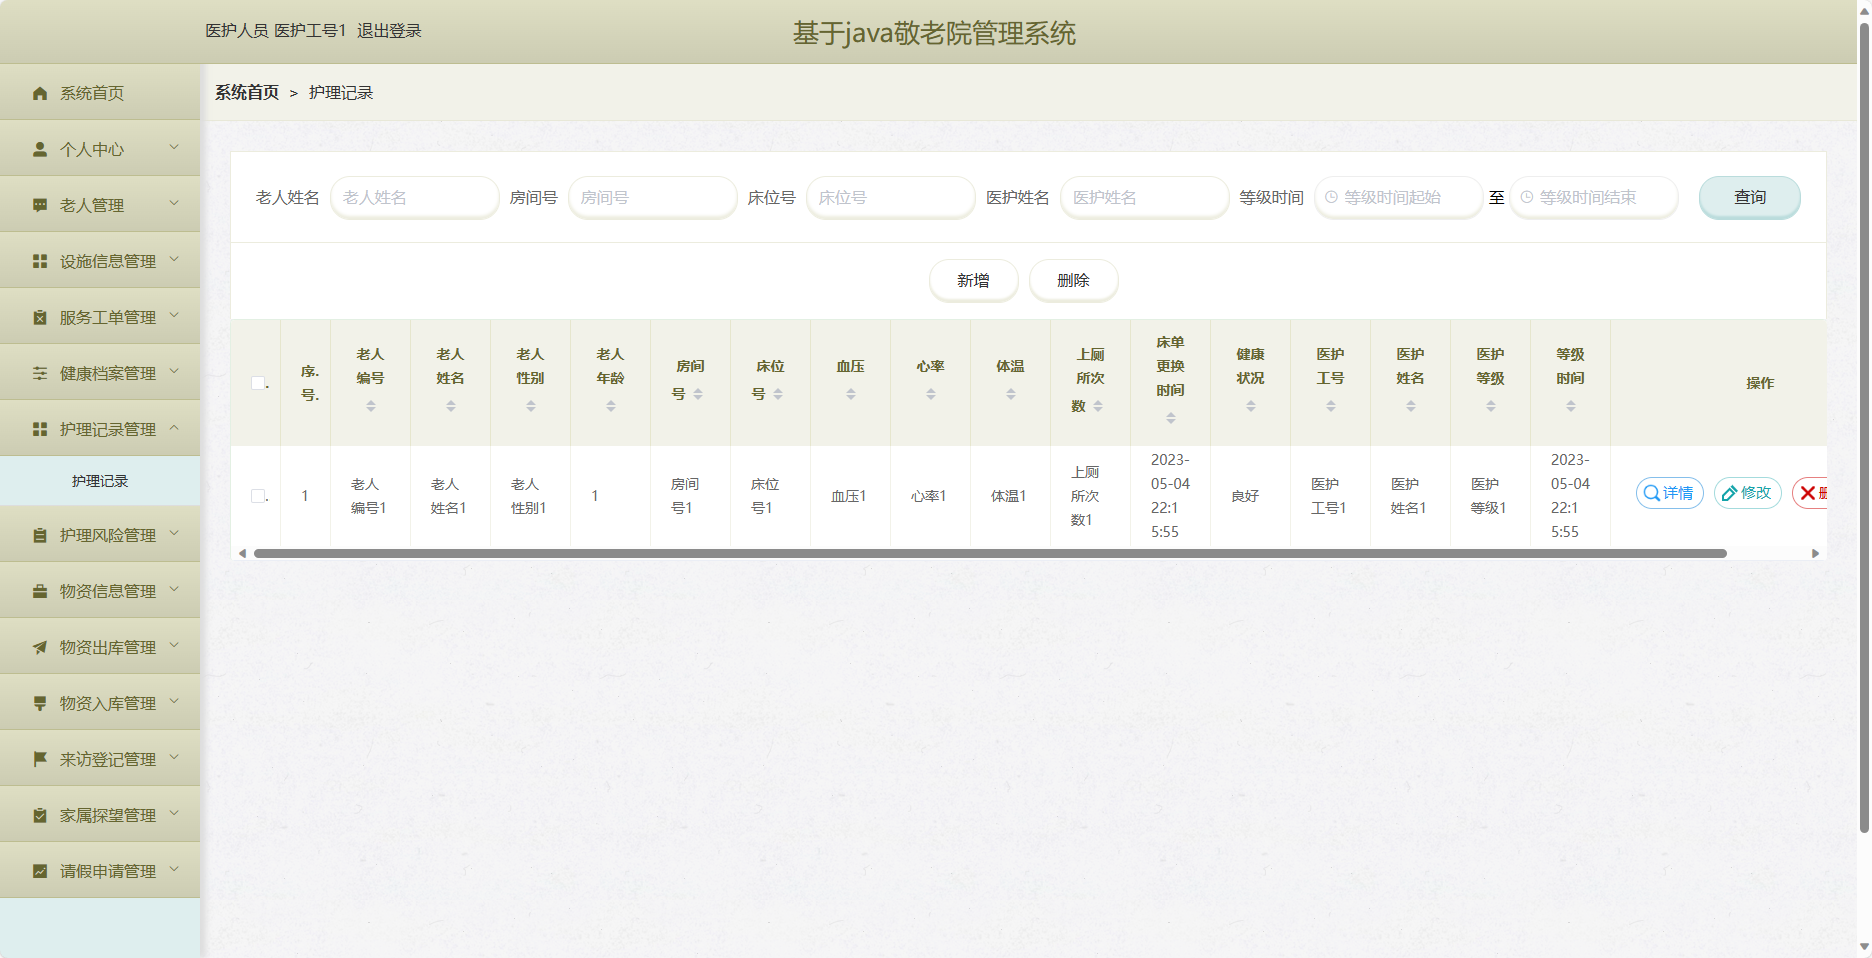 医护人员 医护工号1 退出登录
基于java敬老院管理系统
系统首页
个人中心
老人管理
设施信息管理
服务工单管理
健康档案管理
护理记录管理
护理记录
护理风险管理
物资信息管理
物资出库管理
物资入库管理
来访登记管理
家属探望管理
请假申请管理
系统首页 > 护理记录
老人姓名 老人姓名 房间号 房间号 床位号 床位号 医护姓名 医护姓名 等级时间 等级时间起始 至 等级时间结束 查询
新增 删除
序.
号.
老人
编号
老人
姓名
老人
性别
老人
年龄
房间
号
床位
号
血压
心率
体温
上厕
所次
数
床单
更换
时间
健康
状况
医护
工号
医护
姓名
医护
等级
等级
时间
操作
1
老人
编号1
老人
姓名1
老人
性别1
1
房间
号1
床位
号1
血压1
心率1
体温1
上厕
所次
数1
2023-
05-04
22:1
5:55
良好
医护
工号1
医护
姓名1
医护
等级1
2023-
05-04
22:1
5:55
详情 修改